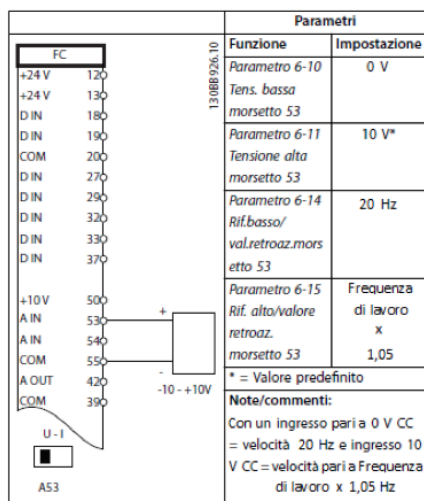 Parametri
FC
+24 V 12
+24 V 13
D IN 18
D IN 19
COM 20
D IN 27
D IN 29
D IN 32
D IN 33
D IN 37
+10 V 50
A IN 53
A IN 54
COM 55
A OUT 42
COM 39
+
-
-10 - +10V
U - I
A53
130BB926.10
Funzione Impostazione
Parametro 6-10 0 V
Tens. bassa
morsetto 53
Parametro 6-11 10 V*
Tensione alta
morsetto 53
Parametro 6-14 20 Hz
Rif.basso/
val.retroaz.mors
etto 53
Parametro 6-15 Frequenza
Rif. alto/valore di lavoro
retroaz. x
morsetto 53 1,05
* = Valore predefinito
Note/commenti:
Con un ingresso pari a 0 V CC
= velocità 20 Hz e ingresso 10
V CC = velocità pari a Frequenza
di lavoro x 1,05 Hz